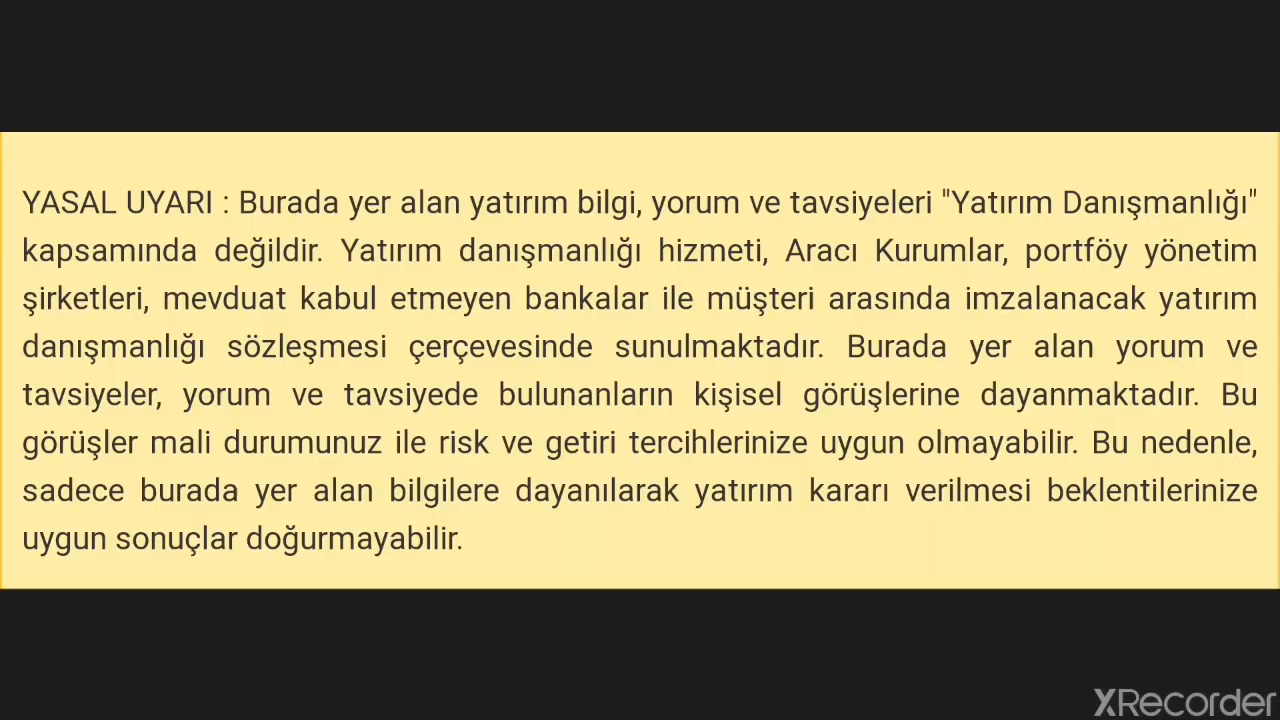 YASAL UYARI : Burada yer alan yatırım bilgi, yorum ve tavsiyeleri "Yatırım Danışmanlığı"
kapsamında değildir. Yatırım danışmanlığı hizmeti, Aracı Kurumlar, portföy yönetim
şirketleri, mevduat kabul etmeyen bankalar ile müşteri arasında imzalanacak yatırım
danışmanlığı sözleşmesi çerçevesinde sunulmaktadır. Burada yer alan yorum ve
tavsiyeler, yorum ve tavsiyede bulunanların kişisel görüşlerine dayanmaktadır. Bu
görüşler mali durumunuz ile risk ve getiri tercihlerinize uygun olmayabilir. Bu nedenle,
sadece burada yer alan bilgilere dayanılarak yatırım kararı verilmesi beklentilerinize
uygun sonuçlar doğurmayabilir.
XRecorder